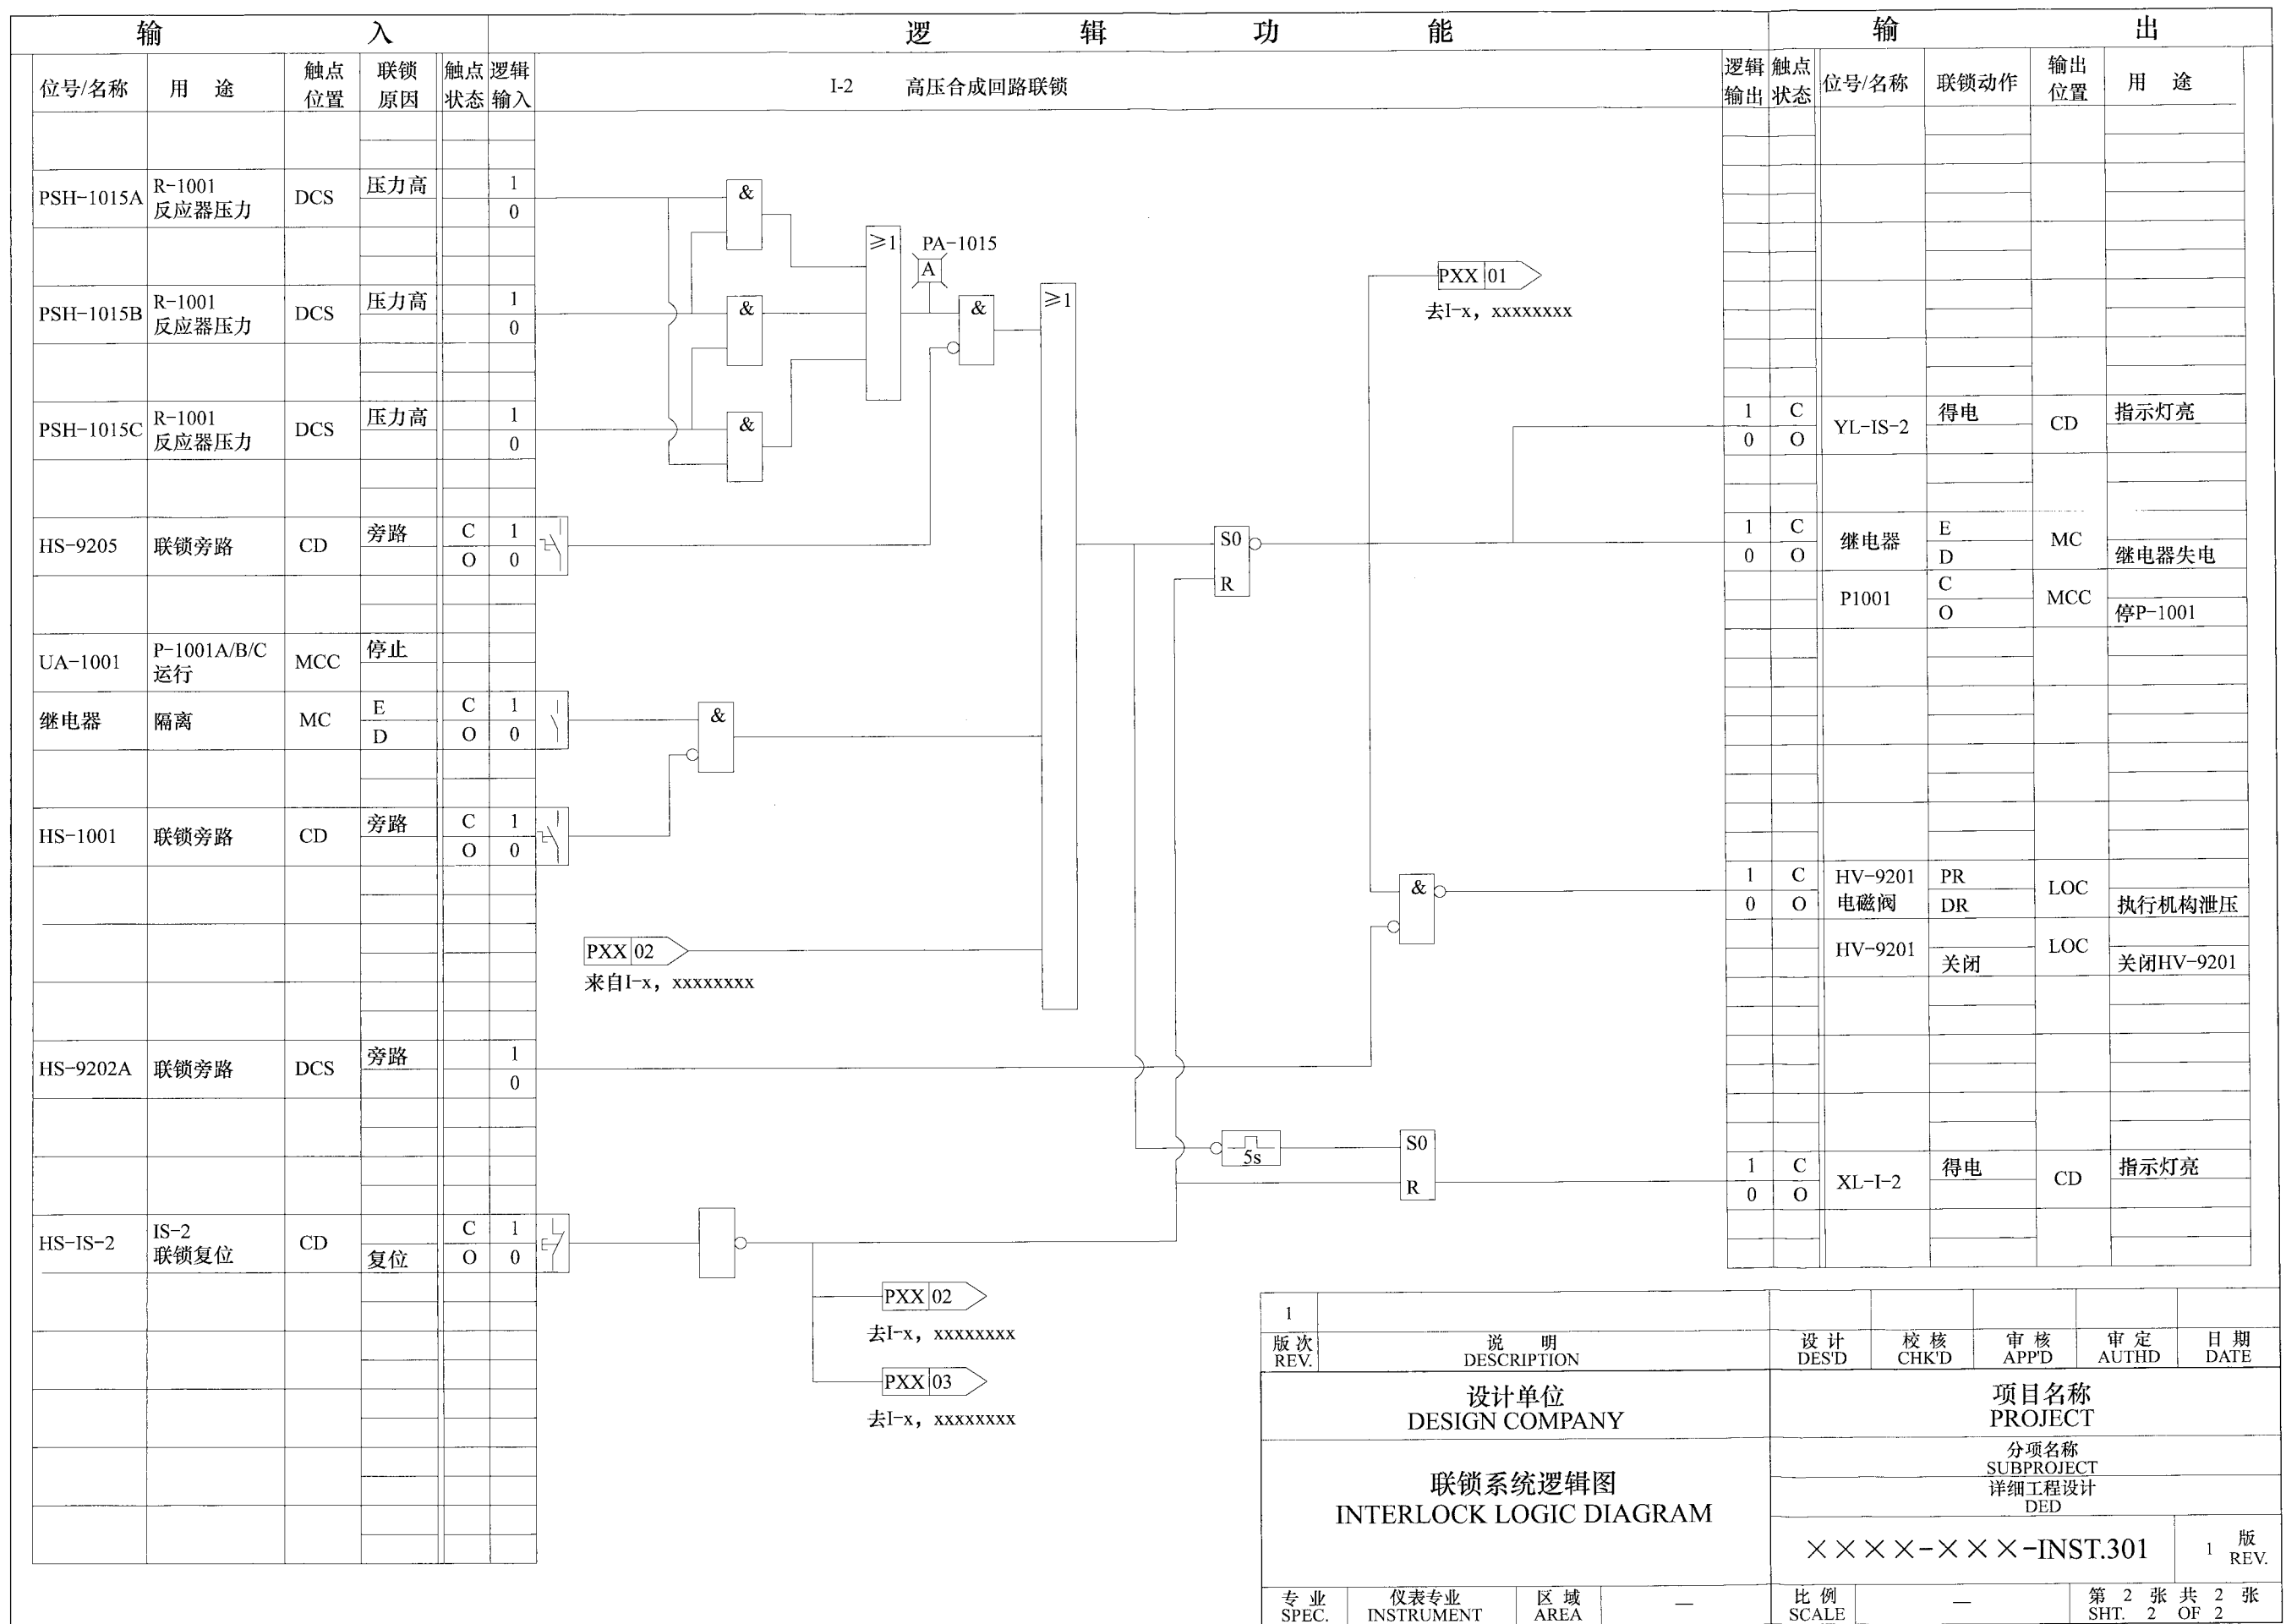 输 入 逻 辑 功 能 输 出
位号/名称 用 途 触点位置 联锁原因 触点状态 逻辑输入 I-2 高压合成回路联锁 逻辑输出 触点状态 位号/名称 联锁动作 输出位置 用 途
PSH-1015A R-1001 反应器压力 DCS 压力高 1 0
PSH-1015B R-1001 反应器压力 DCS 压力高 1 0
PSH-1015C R-1001 反应器压力 DCS 压力高 1 0
HS-9205 联锁旁路 CD 旁路 C 1 O 0
UA-1001 P-1001A/B/C 运行 MCC 停止
继电器 隔离 MC E C 1 D O 0
HS-1001 联锁旁路 CD 旁路 C 1 O 0
HS-9202A 联锁旁路 DCS 旁路 1 0
HS-IS-2 IS-2 联锁复位 CD C 1 复位 O 0
&
&
&
≥1
PA-1015
A
&
≥1
&
PXX 02
来自I-x，xxxxxxxx
S0
R
PXX 01
去I-x，xxxxxxxx
&
5s
S0
R
PXX 02
去I-x，xxxxxxxx
PXX 03
去I-x，xxxxxxxx
1 C 0 O YL-IS-2 得电 CD 指示灯亮
1 C 0 O 继电器 E D MC 继电器失电
P1001 C O MCC 停P-1001
1 C 0 O HV-9201 电磁阀 PR DR LOC 执行机构泄压
HV-9201 关闭 LOC 关闭HV-9201
1 C 0 O XL-I-2 得电 CD 指示灯亮
1
版次 说 明 设计 校核 审核 审定 日期
REV. DESCRIPTION DES'D CHK'D APP'D AUTHD DATE
设计单位
DESIGN COMPANY
项目名称
PROJECT
分项名称
SUBPROJECT
联锁系统逻辑图
INTERLOCK LOGIC DIAGRAM
详细工程设计
DED
××××-×××-INST.301 1 版
REV.
专业 仪表专业 区域 — 比例 — 第 2 张 共 2 张
SPEC. INSTRUMENT AREA SCALE SHT. 2 OF 2